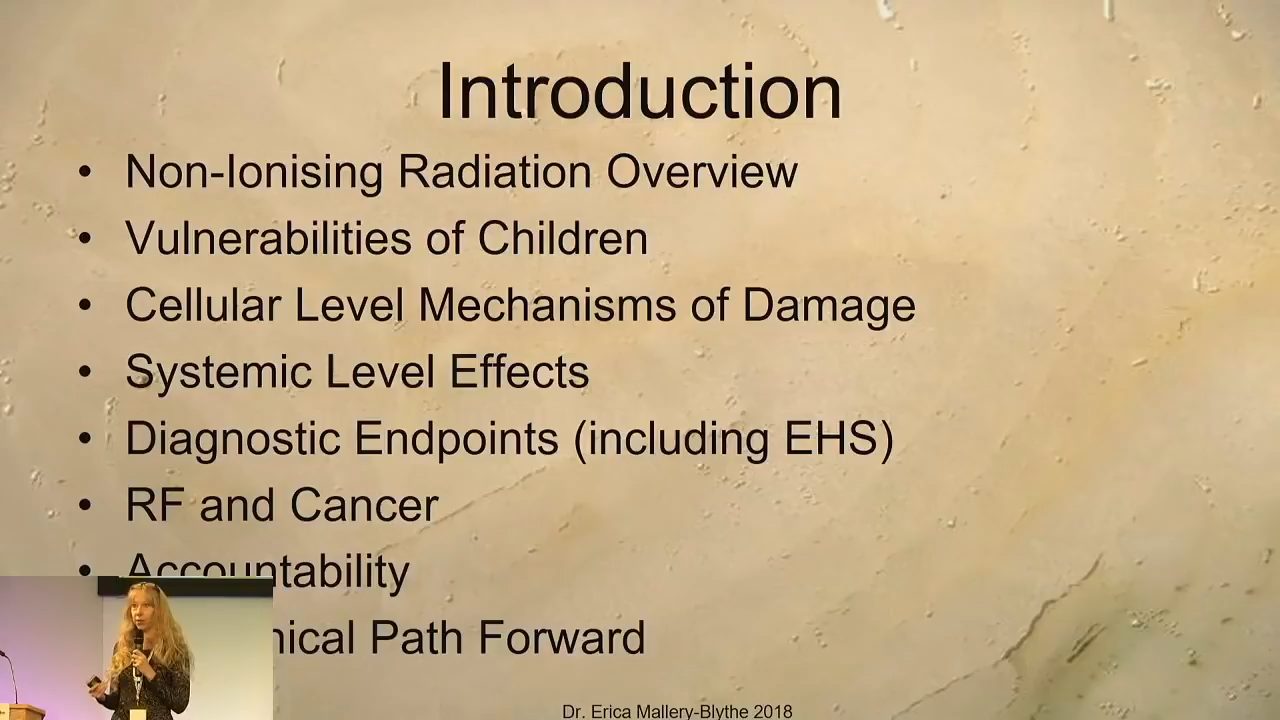 Introduction
• Non-Ionising Radiation Overview
• Vulnerabilities of Children
• Cellular Level Mechanisms of Damage
• Systemic Level Effects
• Diagnostic Endpoints (including EHS)
• RF and Cancer
• Accountability
Path Forward
Dr. Erica Mallery-Blythe 2018